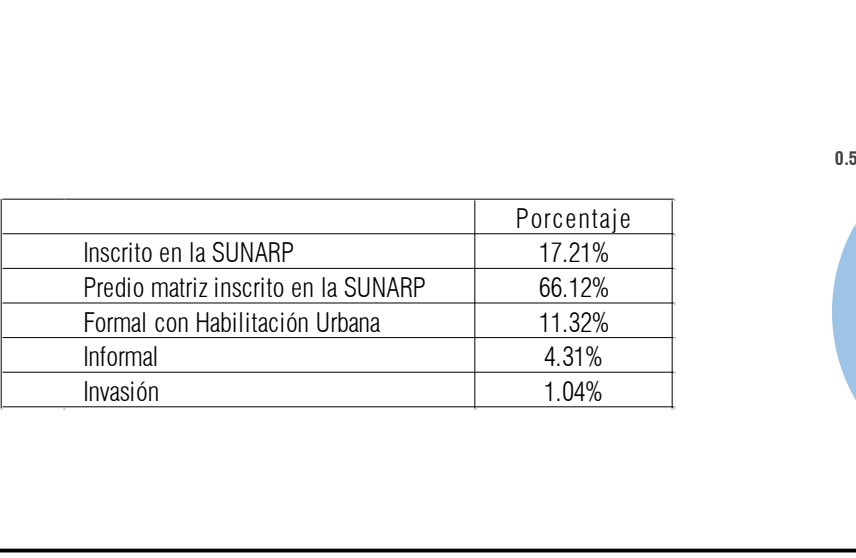 0.5
Porcentaje
Inscrito en la SUNARP 17.21%
Predio matriz inscrito en la SUNARP 66.12%
Formal con Habilitación Urbana 11.32%
Informal 4.31%
Invasión 1.04%